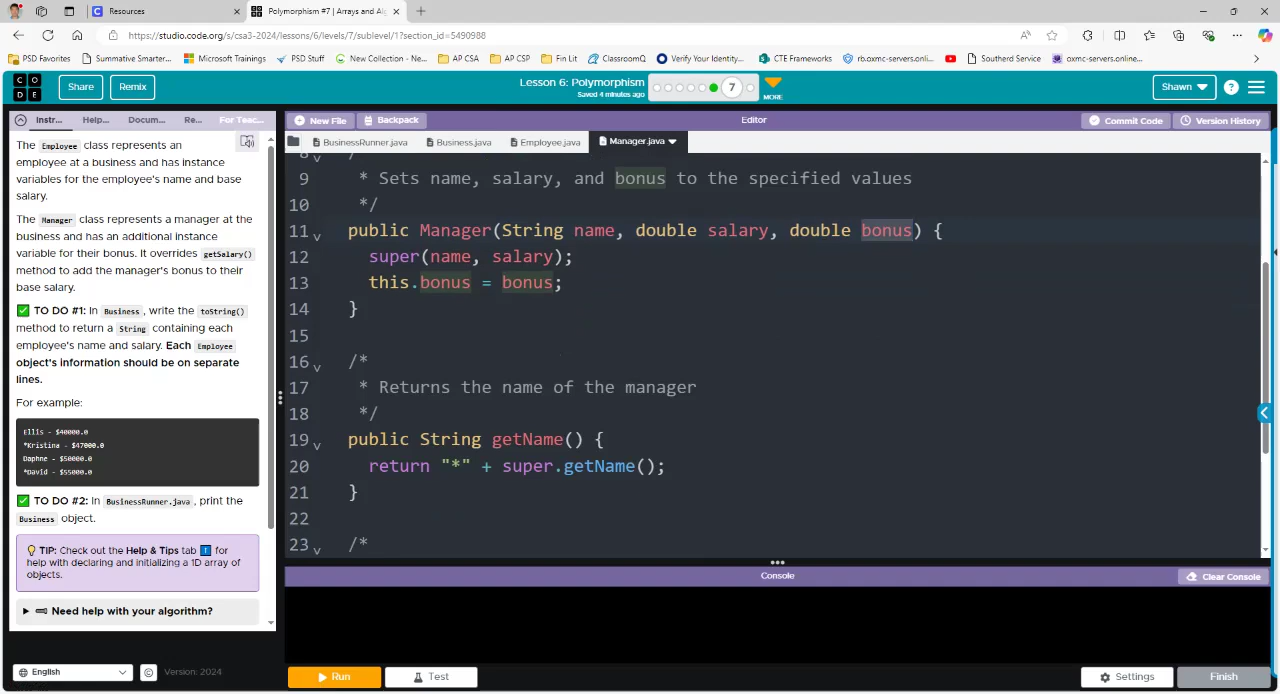 Resources
Polymorphism #7 | Arrays and Alg
https://studio.code.org/s/csa3-2024/lessons/6/levels/7/sublevel/1?section_id=5490988
PSD Favorites
Summative Smarter...
Microsoft Trainings
PSD Stuff
New Collection - Ne...
AP CSA
AP CSP
Fin Lit
ClassroomQ
Verify Your Identity,...
CTE Frameworks
rb.oxmc-servers.onli...
Southerd Service
oxmc-servers.online...
CO
DE
Share
Remix
Lesson 6: Polymorphism
Saved 4 minutes ago
7
MORE
Shawn
?
Instr...
Help...
Docum...
Re...
For Teac...
New File
Backpack
Editor
Commit Code
Version History
BusinessRunner.java
Business.java
Employee.java
Manager.java
The Employee class represents an
employee at a business and has instance
variables for the employee's name and base
salary.
The Manager class represents a manager at the
business and has an additional instance
variable for their bonus. It overrides getSalary()
method to add the manager's bonus to their
base salary.
TO DO #1: In Business, write the toString()
method to return a String containing each
employee's name and salary. Each Employee
object's information should be on separate
lines.
For example:
Ellis - $40000.0
*Kristina - $47000.0
Daphne - $50000.0
*David - $55000.0
TO DO #2: In BusinessRunner.java, print the
Business object.
TIP: Check out the Help & Tips tab for
help with declaring and initializing a 1D array of
objects.
Need help with your algorithm?
8 /*
9 * Sets name, salary, and bonus to the specified values
10 */
11 public Manager(String name, double salary, double bonus) {
12 super(name, salary);
13 this.bonus = bonus;
14 }
15
16 /*
17 * Returns the name of the manager
18 */
19 public String getName() {
20 return "*" + super.getName();
21 }
22
23 /*
Console
Clear Console
English
© Version: 2024
Run
Test
Settings
Finish